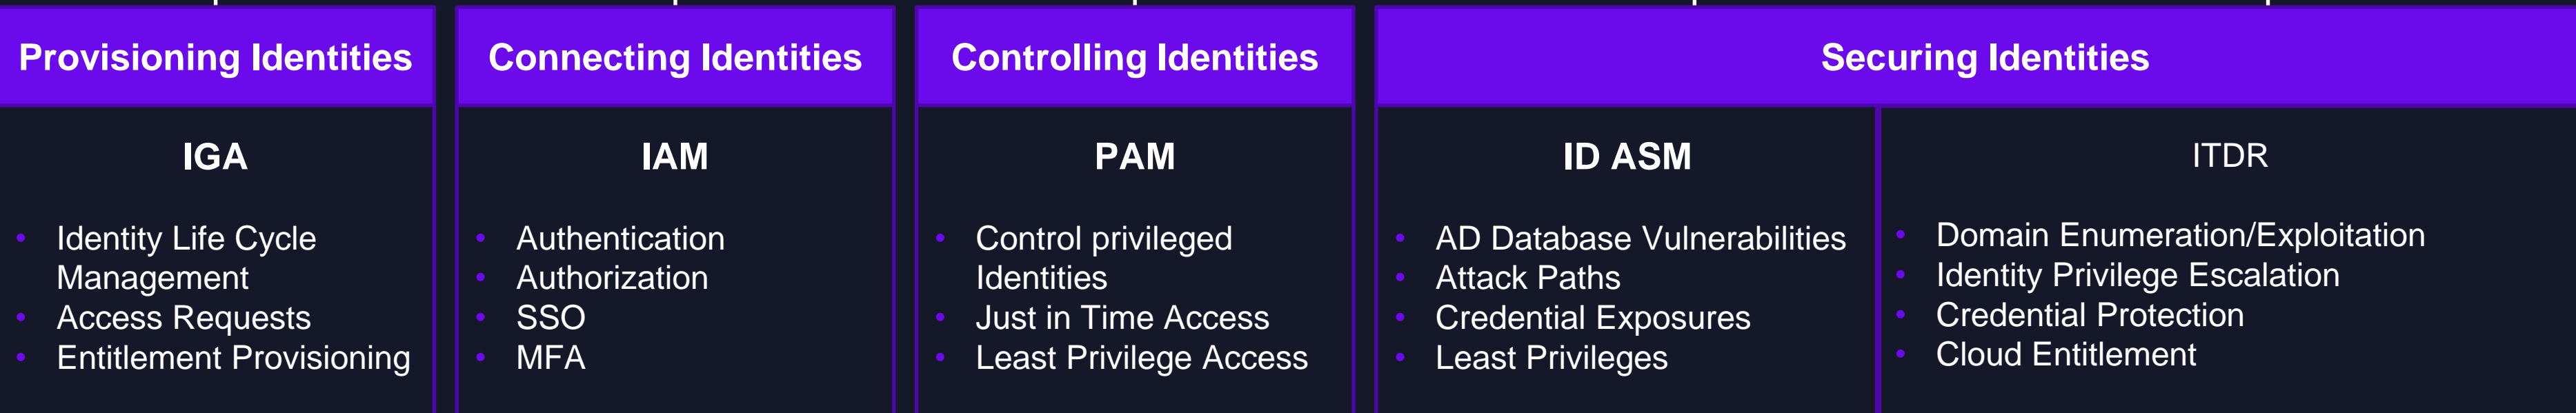 Provisioning Identities
IGA
Identity Life Cycle
Management
Access Requests
Entitlement Provisioning
Connecting Identities
IAM
Authentication
Authorization
SSO
MFA
Controlling Identities
PAM
Control privileged
Identities
Just in Time Access
Least Privilege Access
Securing Identities
ID ASM
AD Database Vulnerabilities
Attack Paths
Credential Exposures
Least Privileges
ITDR
Domain Enumeration/Exploitation
Identity Privilege Escalation
Credential Protection
Cloud Entitlement